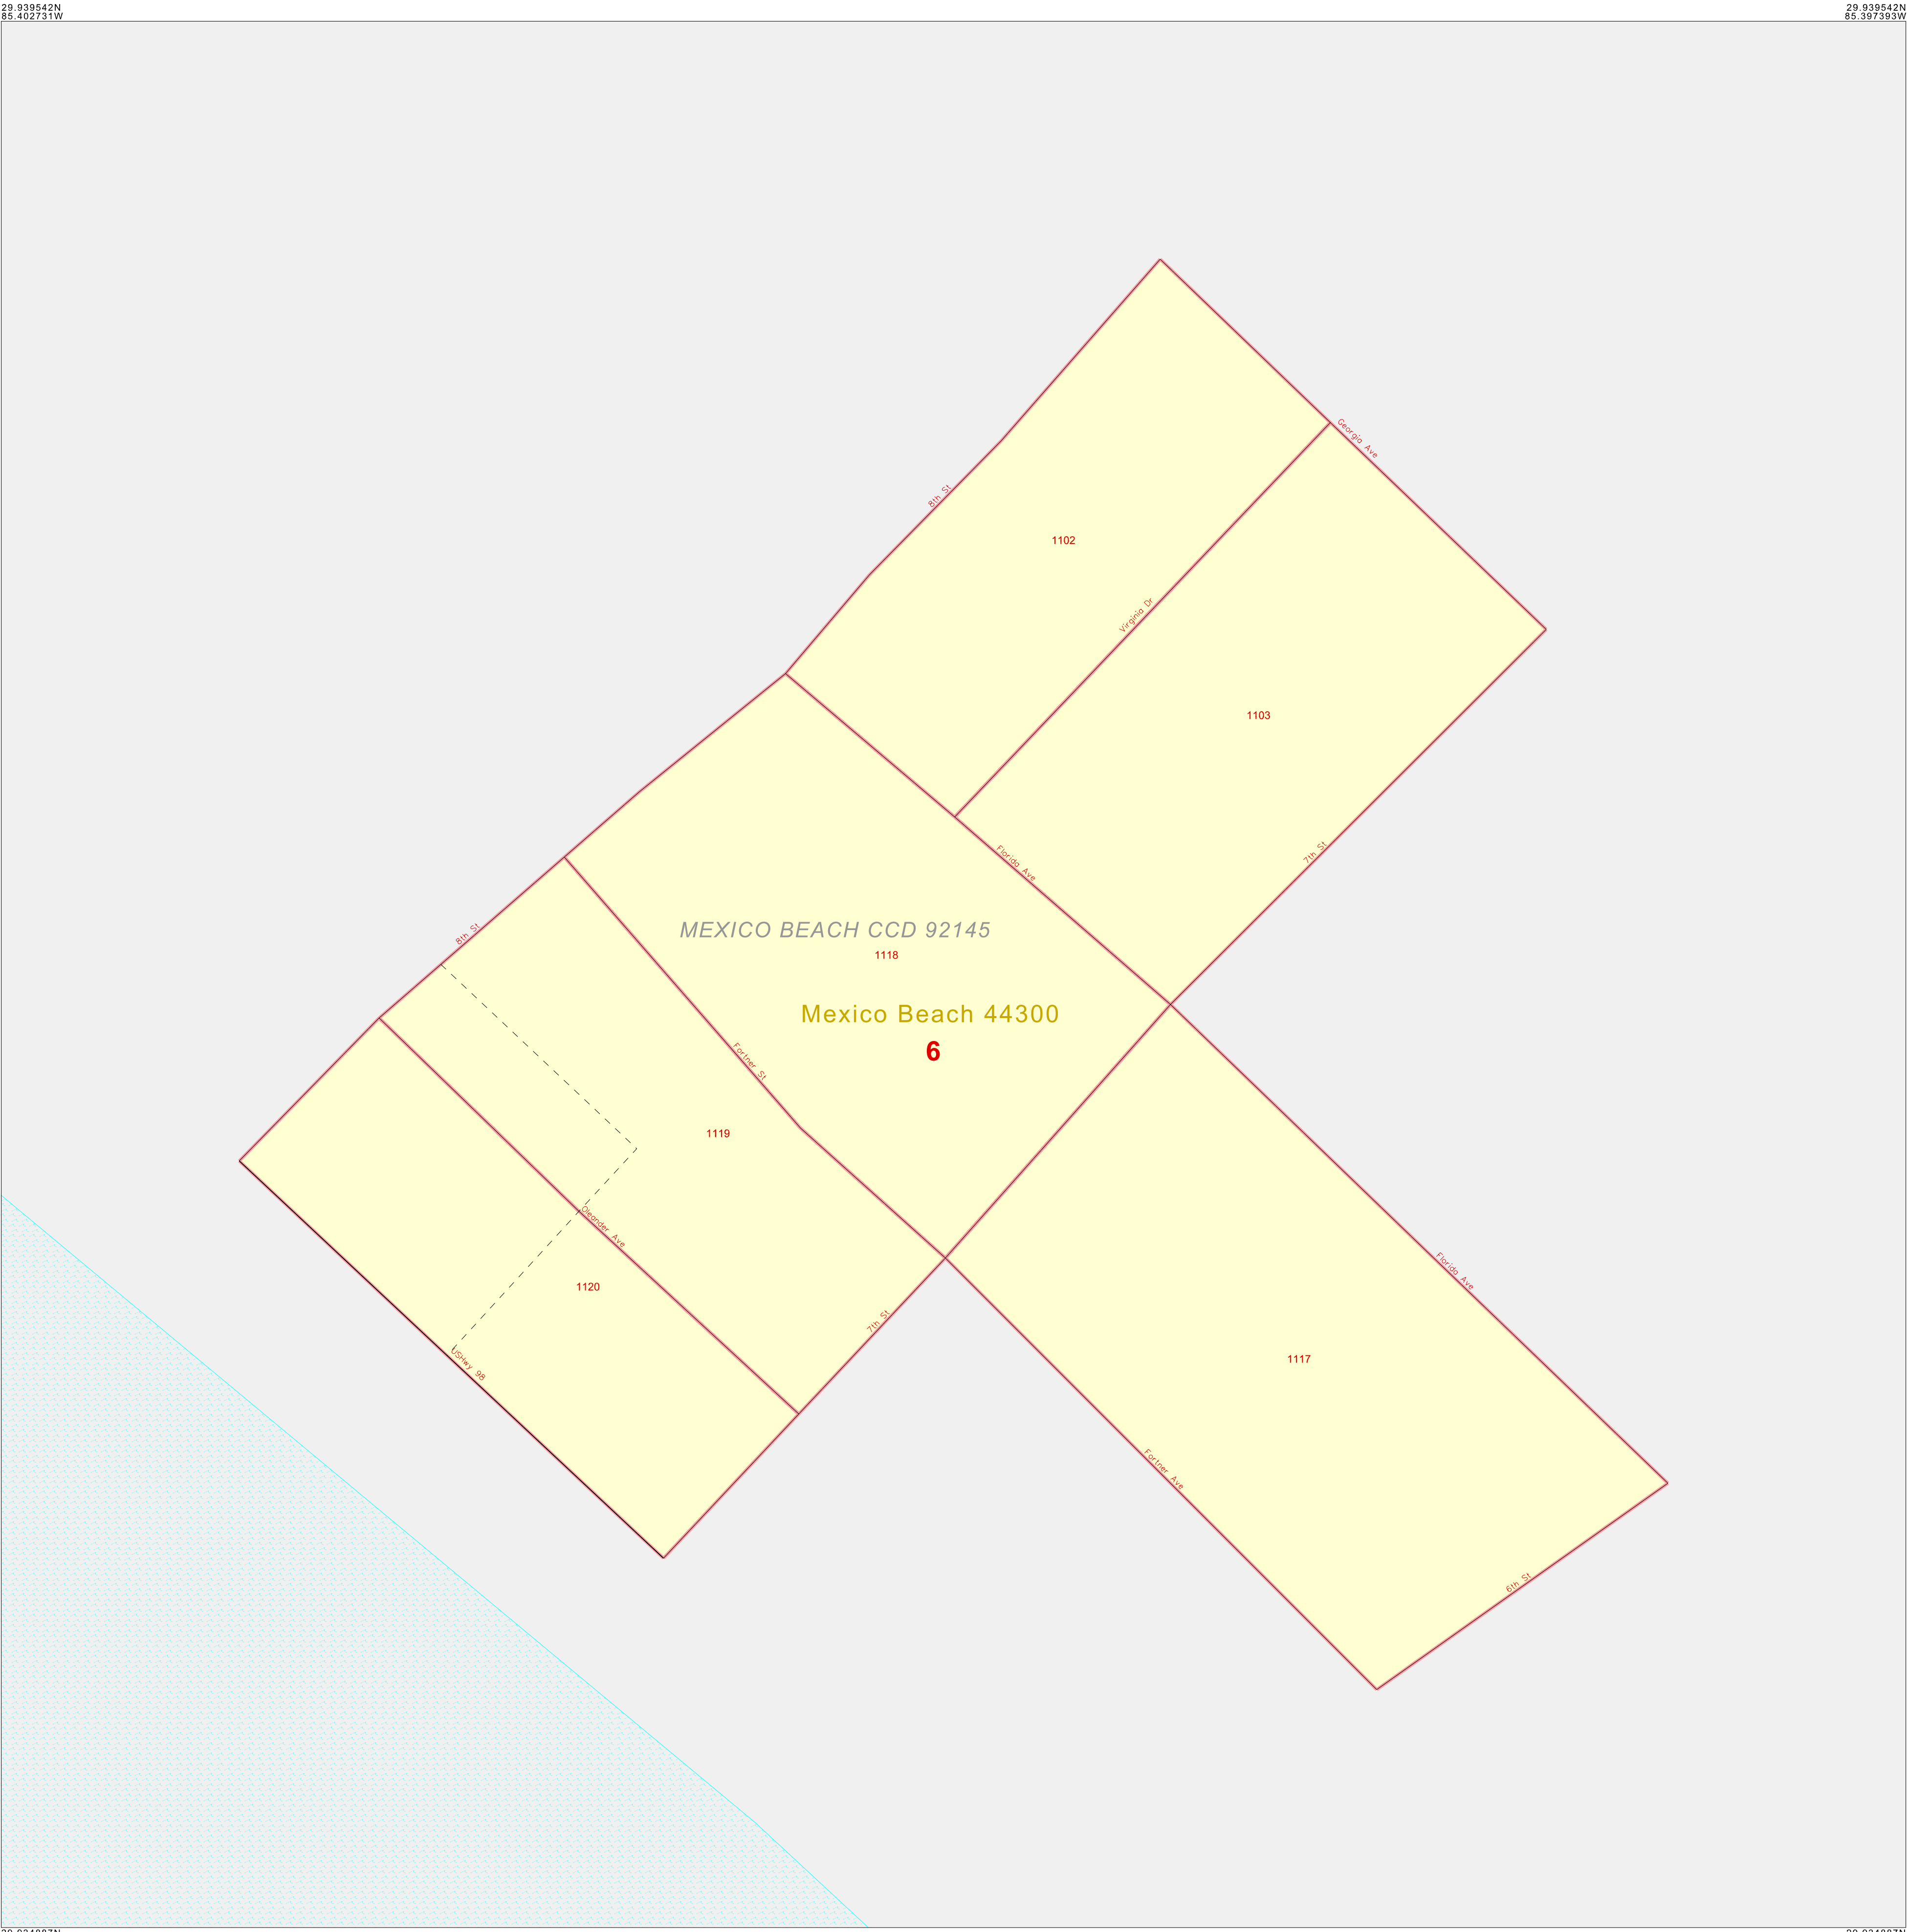 29.939542N
85.402731W
29.939542N
85.397393W
Georgia Ave
8th St
1102
Virginia Dr
1103
Florida Ave
7th St
8th St
MEXICO BEACH CCD 92145
1118
Mexico Beach 44300
6
Fortner St
1119
Oleander Ave
1120
7th St
USHwy 98
Florida Ave
1117
Fortner Ave
6th St